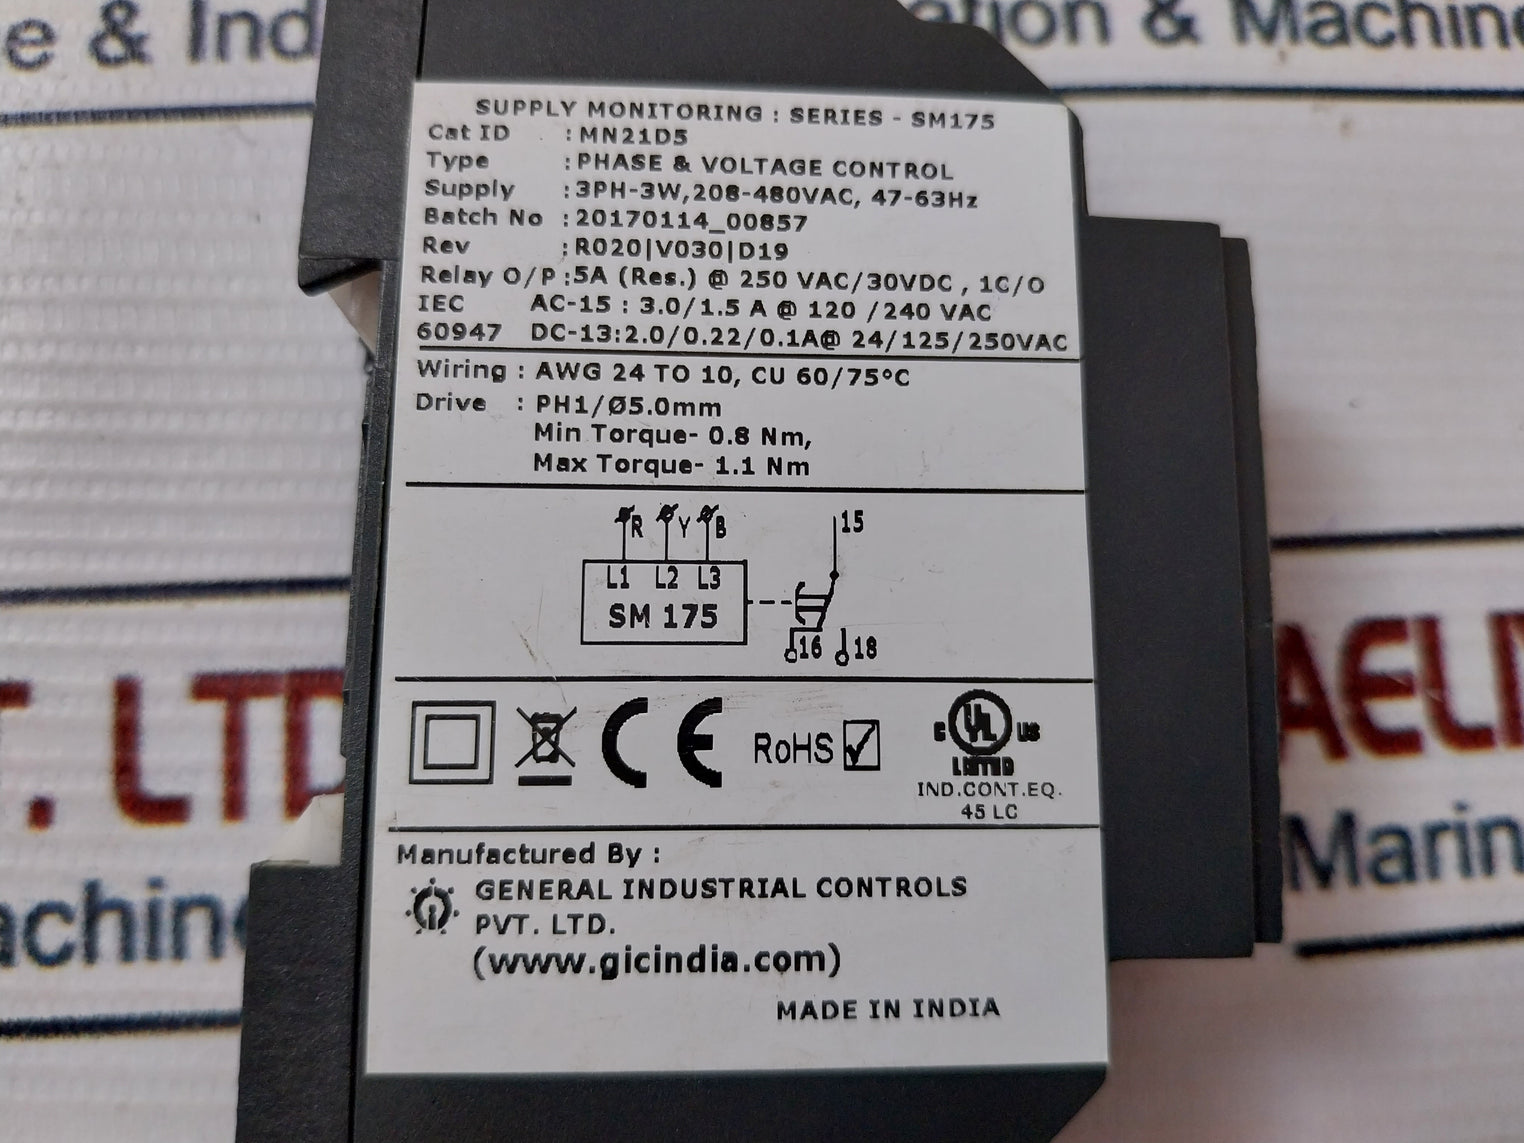 e & Ind
ation & Machine
SUPPLY MONITORING : SERIES - SM175
Cat ID : MN21D5
Type : PHASE & VOLTAGE CONTROL
Supply : 3PH-3W,208-480VAC, 47-63Hz
Batch No : 20170114_00857
Rev : R020|V030|D19
Relay O/P :5A (Res.) @ 250 VAC/30VDC , 1C/O
IEC AC-15 : 3.0/1.5 A @ 120 /240 VAC
60947 DC-13:2.0/0.22/0.1A@ 24/125/250VAC
Wiring : AWG 24 TO 10, CU 60/75°C
Drive : PH1/Ø5.0mm
Min Torque- 0.8 Nm,
Max Torque- 1.1 Nm
R Y B 15
L1 L2 L3
SM 175
16 18
T. LTD
AELM
CE RoHS
C UL US
LISTED
IND.CONT.EQ.
45 LC
Marin
achine
Manufactured By :
GENERAL INDUSTRIAL CONTROLS
PVT. LTD.
(www.gicindia.com)
MADE IN INDIA